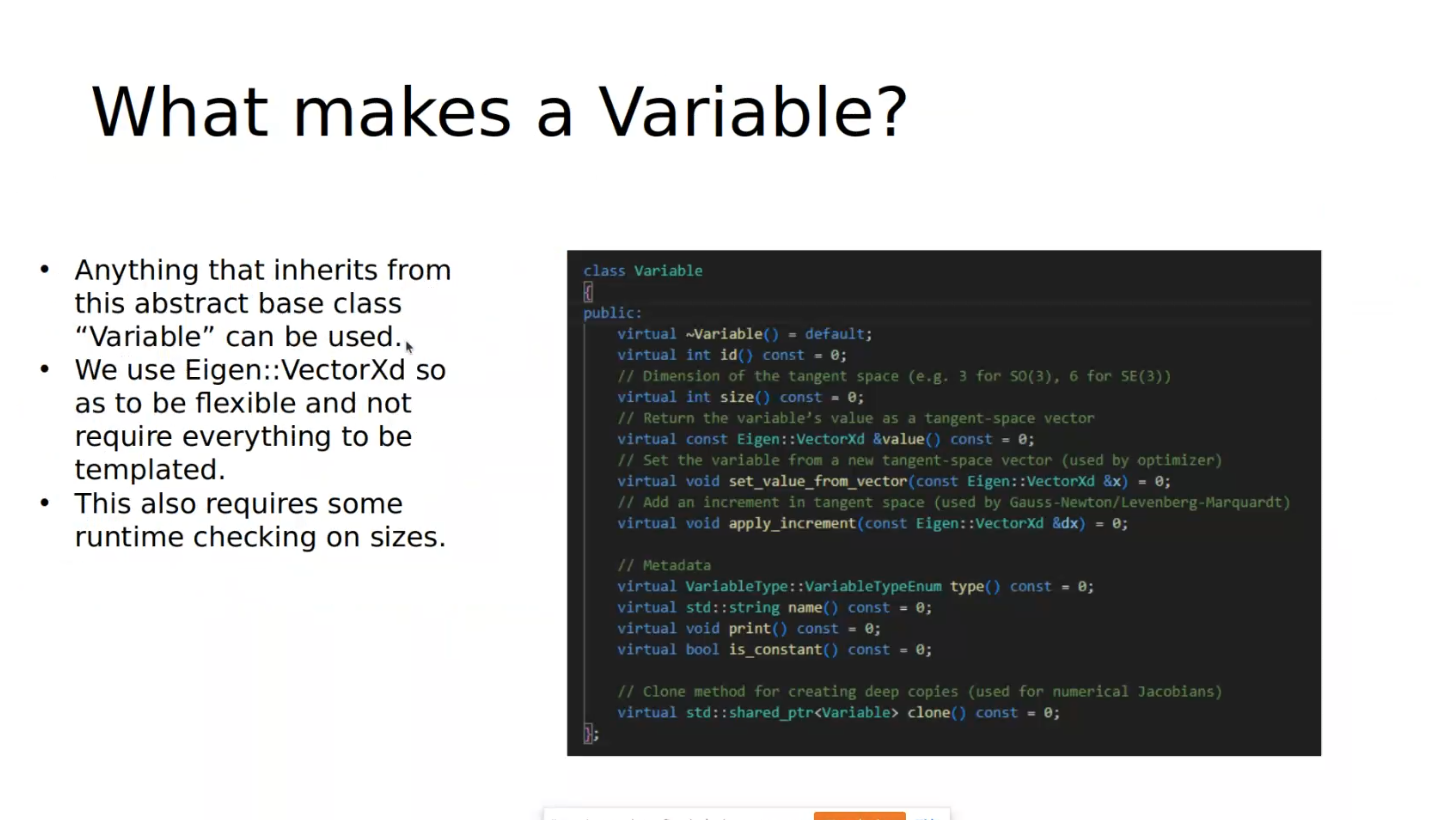 What makes a Variable?
• Anything that inherits from
this abstract base class
“Variable” can be used.
• We use Eigen::VectorXd so
as to be flexible and not
require everything to be
templated.
• This also requires some
runtime checking on sizes.
class Variable
{
public:
virtual ~Variable() = default;
virtual int id() const = 0;
// Dimension of the tangent space (e.g. 3 for SO(3), 6 for SE(3))
virtual int size() const = 0;
// Return the variable’s value as a tangent-space vector
virtual const Eigen::VectorXd &value() const = 0;
// Set the variable from a new tangent-space vector (used by optimizer)
virtual void set_value_from_vector(const Eigen::VectorXd &x) = 0;
// Add an increment in tangent space (used by Gauss-Newton/Levenberg-Marquardt)
virtual void apply_increment(const Eigen::VectorXd &dx) = 0;
// Metadata
virtual VariableType::VariableTypeEnum type() const = 0;
virtual std::string name() const = 0;
virtual void print() const = 0;
virtual bool is_constant() const = 0;
// Clone method for creating deep copies (used for numerical Jacobians)
virtual std::shared_ptr<Variable> clone() const = 0;
};